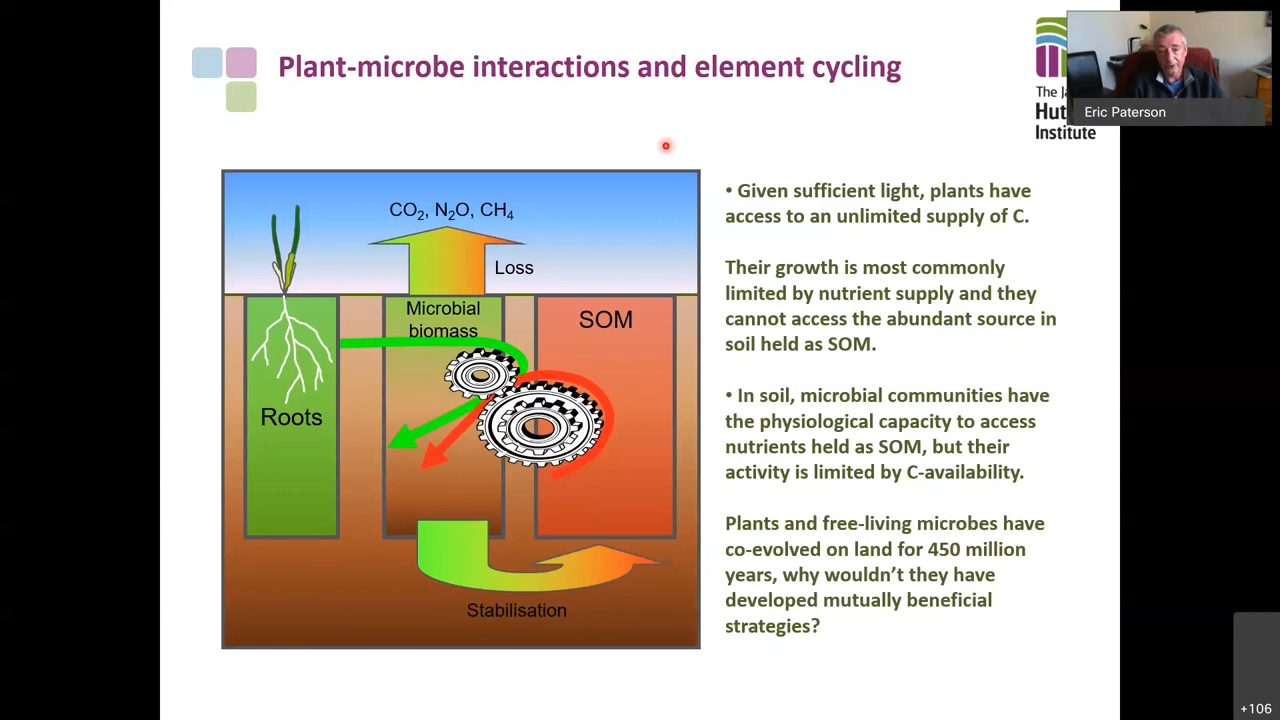 Plant-microbe interactions and element cycling
The Ja
Hut
Institute
Eric Paterson
CO2, N2O, CH4
Loss
Microbial
biomass
SOM
Roots
Stabilisation
• Given sufficient light, plants have
access to an unlimited supply of C.
Their growth is most commonly
limited by nutrient supply and they
cannot access the abundant source in
soil held as SOM.
• In soil, microbial communities have
the physiological capacity to access
nutrients held as SOM, but their
activity is limited by C-availability.
Plants and free-living microbes have
co-evolved on land for 450 million
years, why wouldn’t they have
developed mutually beneficial
strategies?
+106